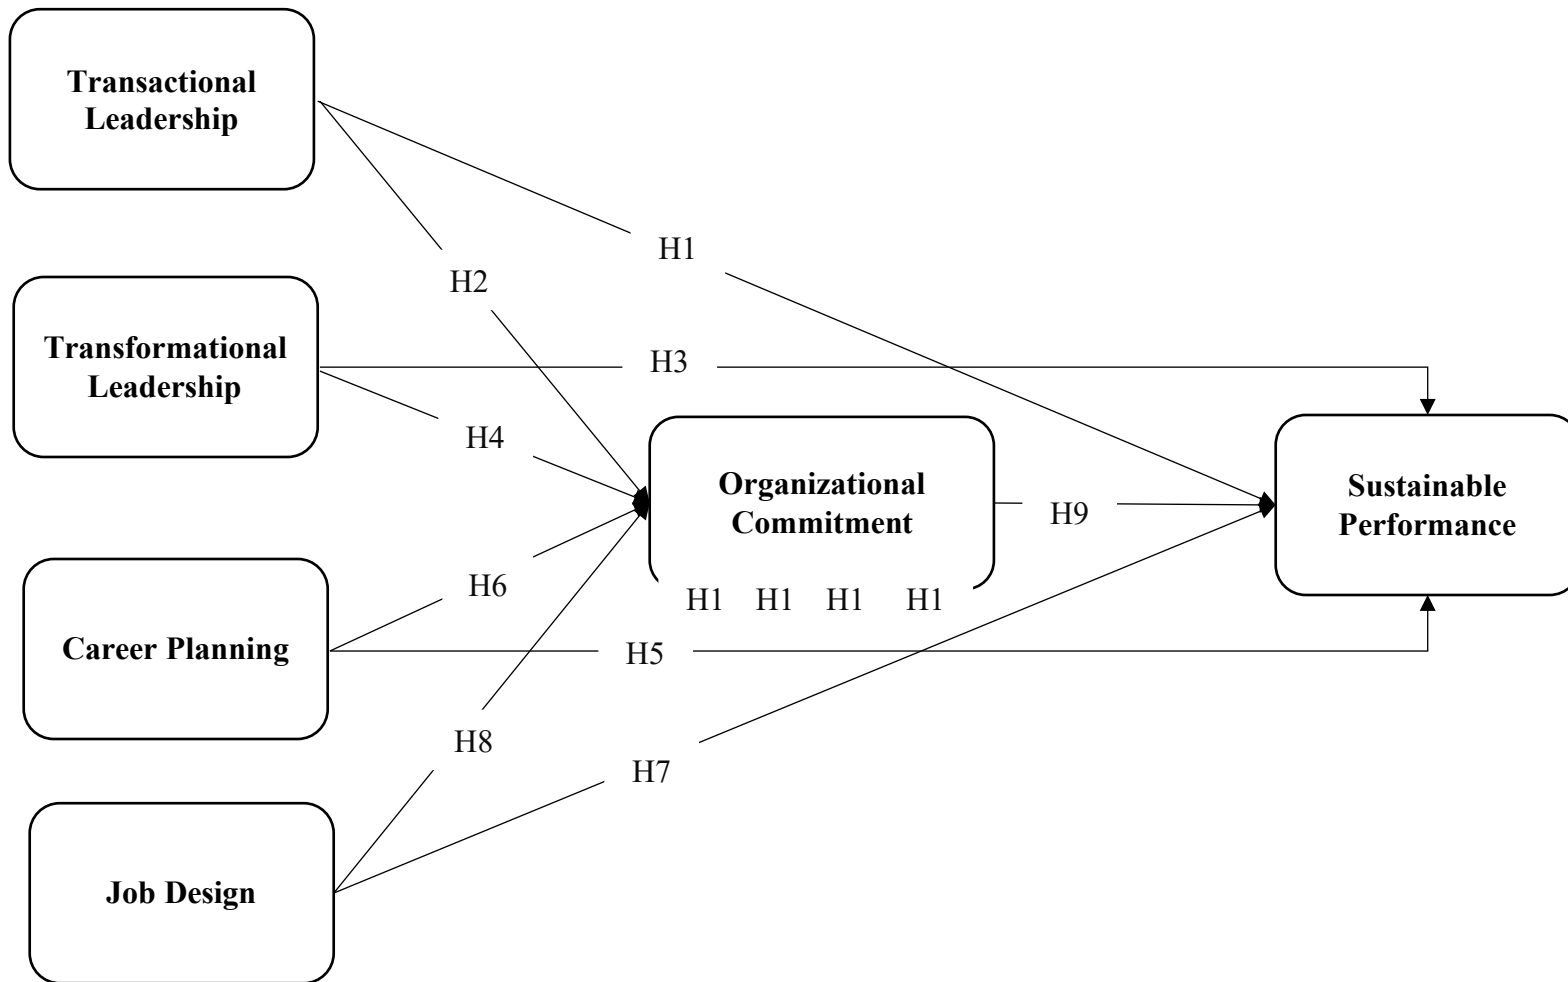 Transactional
Leadership
H1
H2
Transformational
Leadership
H3
H4
Organizational
Commitment
Sustainable
Performance
H9
H6
H1 H1 H1 H1
Career Planning
H5
H8
H7
Job Design